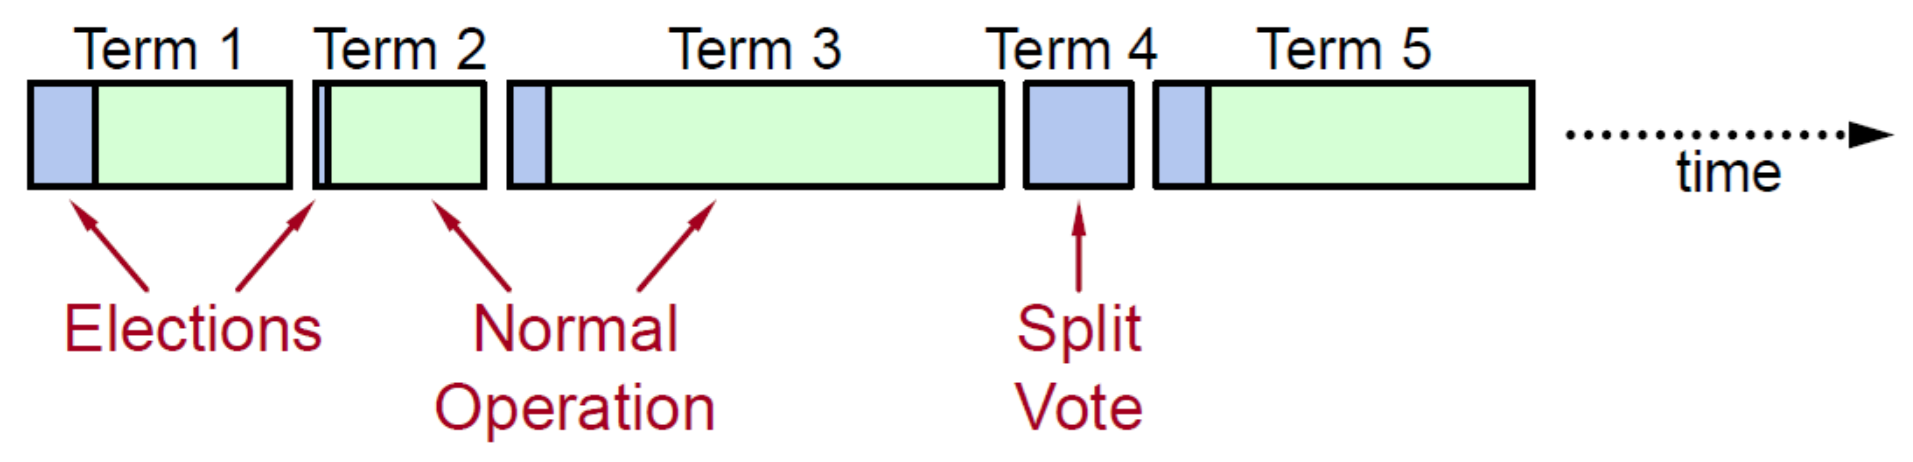 Term 1 Term 2 Term 3 Term 4 Term 5
time
Elections
Normal
Operation
Split
Vote